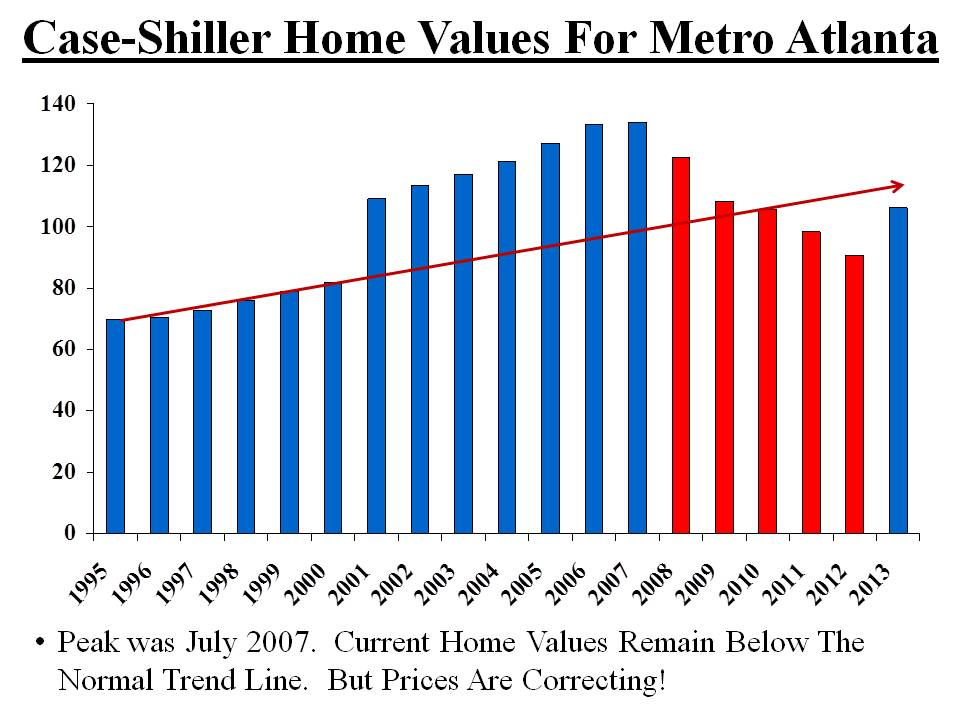 Case-Shiller Home Values For Metro Atlanta
140
120
100
80
60
40
20
0
1995 1996 1997 1998 1999 2000 2001 2002 2003 2004 2005 2006 2007 2008 2009 2010 2011 2012 2013
• Peak was July 2007. Current Home Values Remain Below The
Normal Trend Line. But Prices Are Correcting!